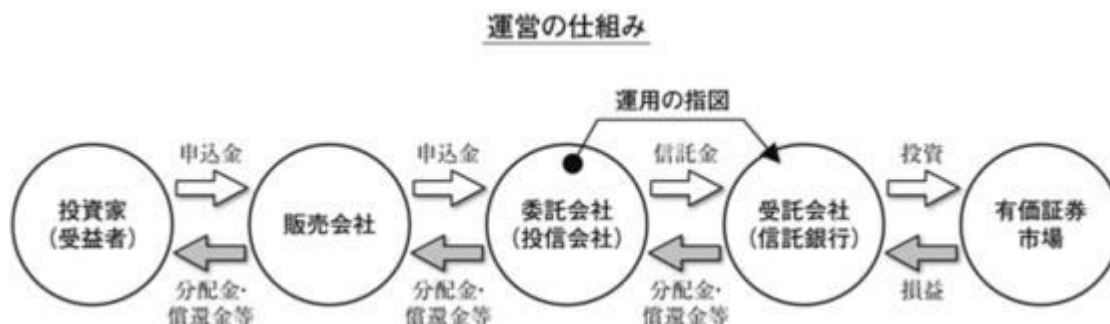 運営の仕組み
運用の指図
申込金
申込金
信託金
投資
投資家
(受益者)
販売会社
委託会社
(投信会社)
受託会社
(信託銀行)
有価証券
市場
分配金・
償還金等
分配金・
償還金等
分配金・
償還金等
損益